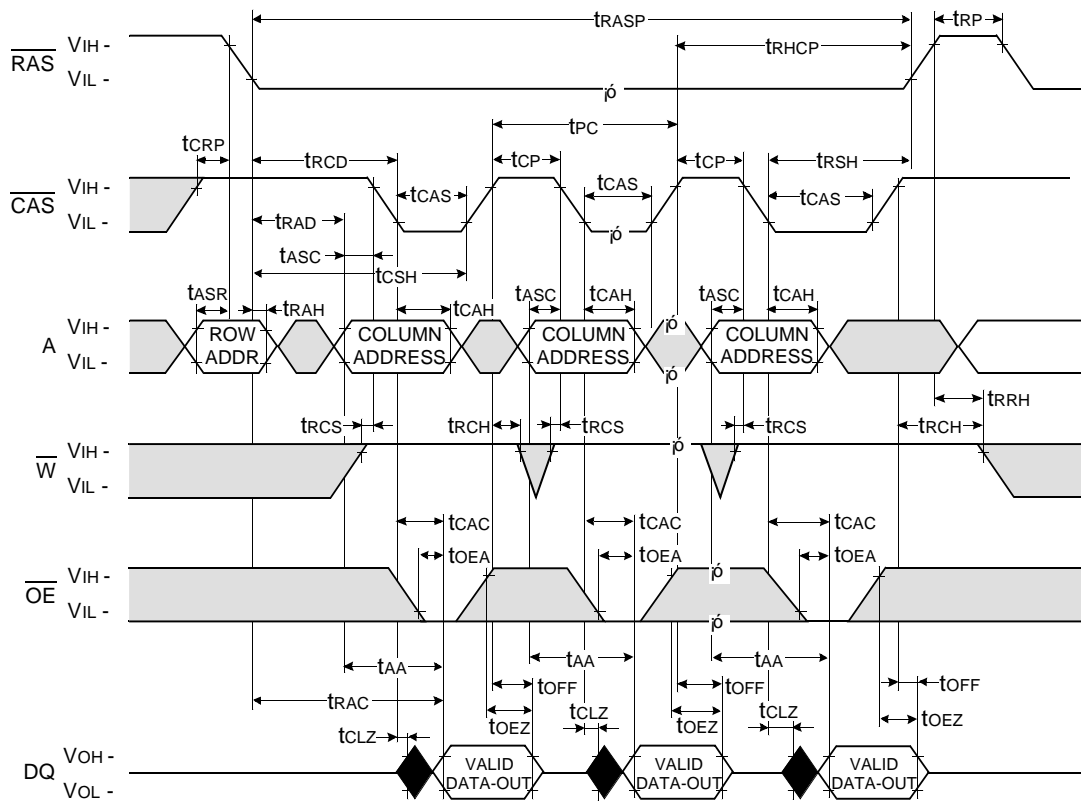 tRASP
tRP
tRHCP
RAS
VIH -
VIL -
¡ó
tCRP
tRCD
tPC
tCP
tCP
tRSH
CAS
VIH -
VIL -
tCAS
tCAS
tCAS
¡ó
tRAD
tASC
tCSH
tASR
tRAH
tCAH
tASC
tCAH
tASC
tCAH
A
VIH -
VIL -
ROW
ADDR
COLUMN
ADDRESS
COLUMN
ADDRESS
¡ó
¡ó
COLUMN
ADDRESS
tRRH
tRCS
tRCH
tRCS
tRCS
tRCH
W
VIH -
VIL -
¡ó
tCAC
tCAC
tCAC
tOEA
tOEA
tOEA
OE
VIH -
VIL -
¡ó
¡ó
tAA
tAA
tAA
tRAC
tOFF
tOFF
tOFF
tCLZ
tOEZ
tCLZ
tOEZ
tCLZ
tOEZ
DQ
VOH -
VOL -
VALID
DATA-OUT
VALID
DATA-OUT
VALID
DATA-OUT